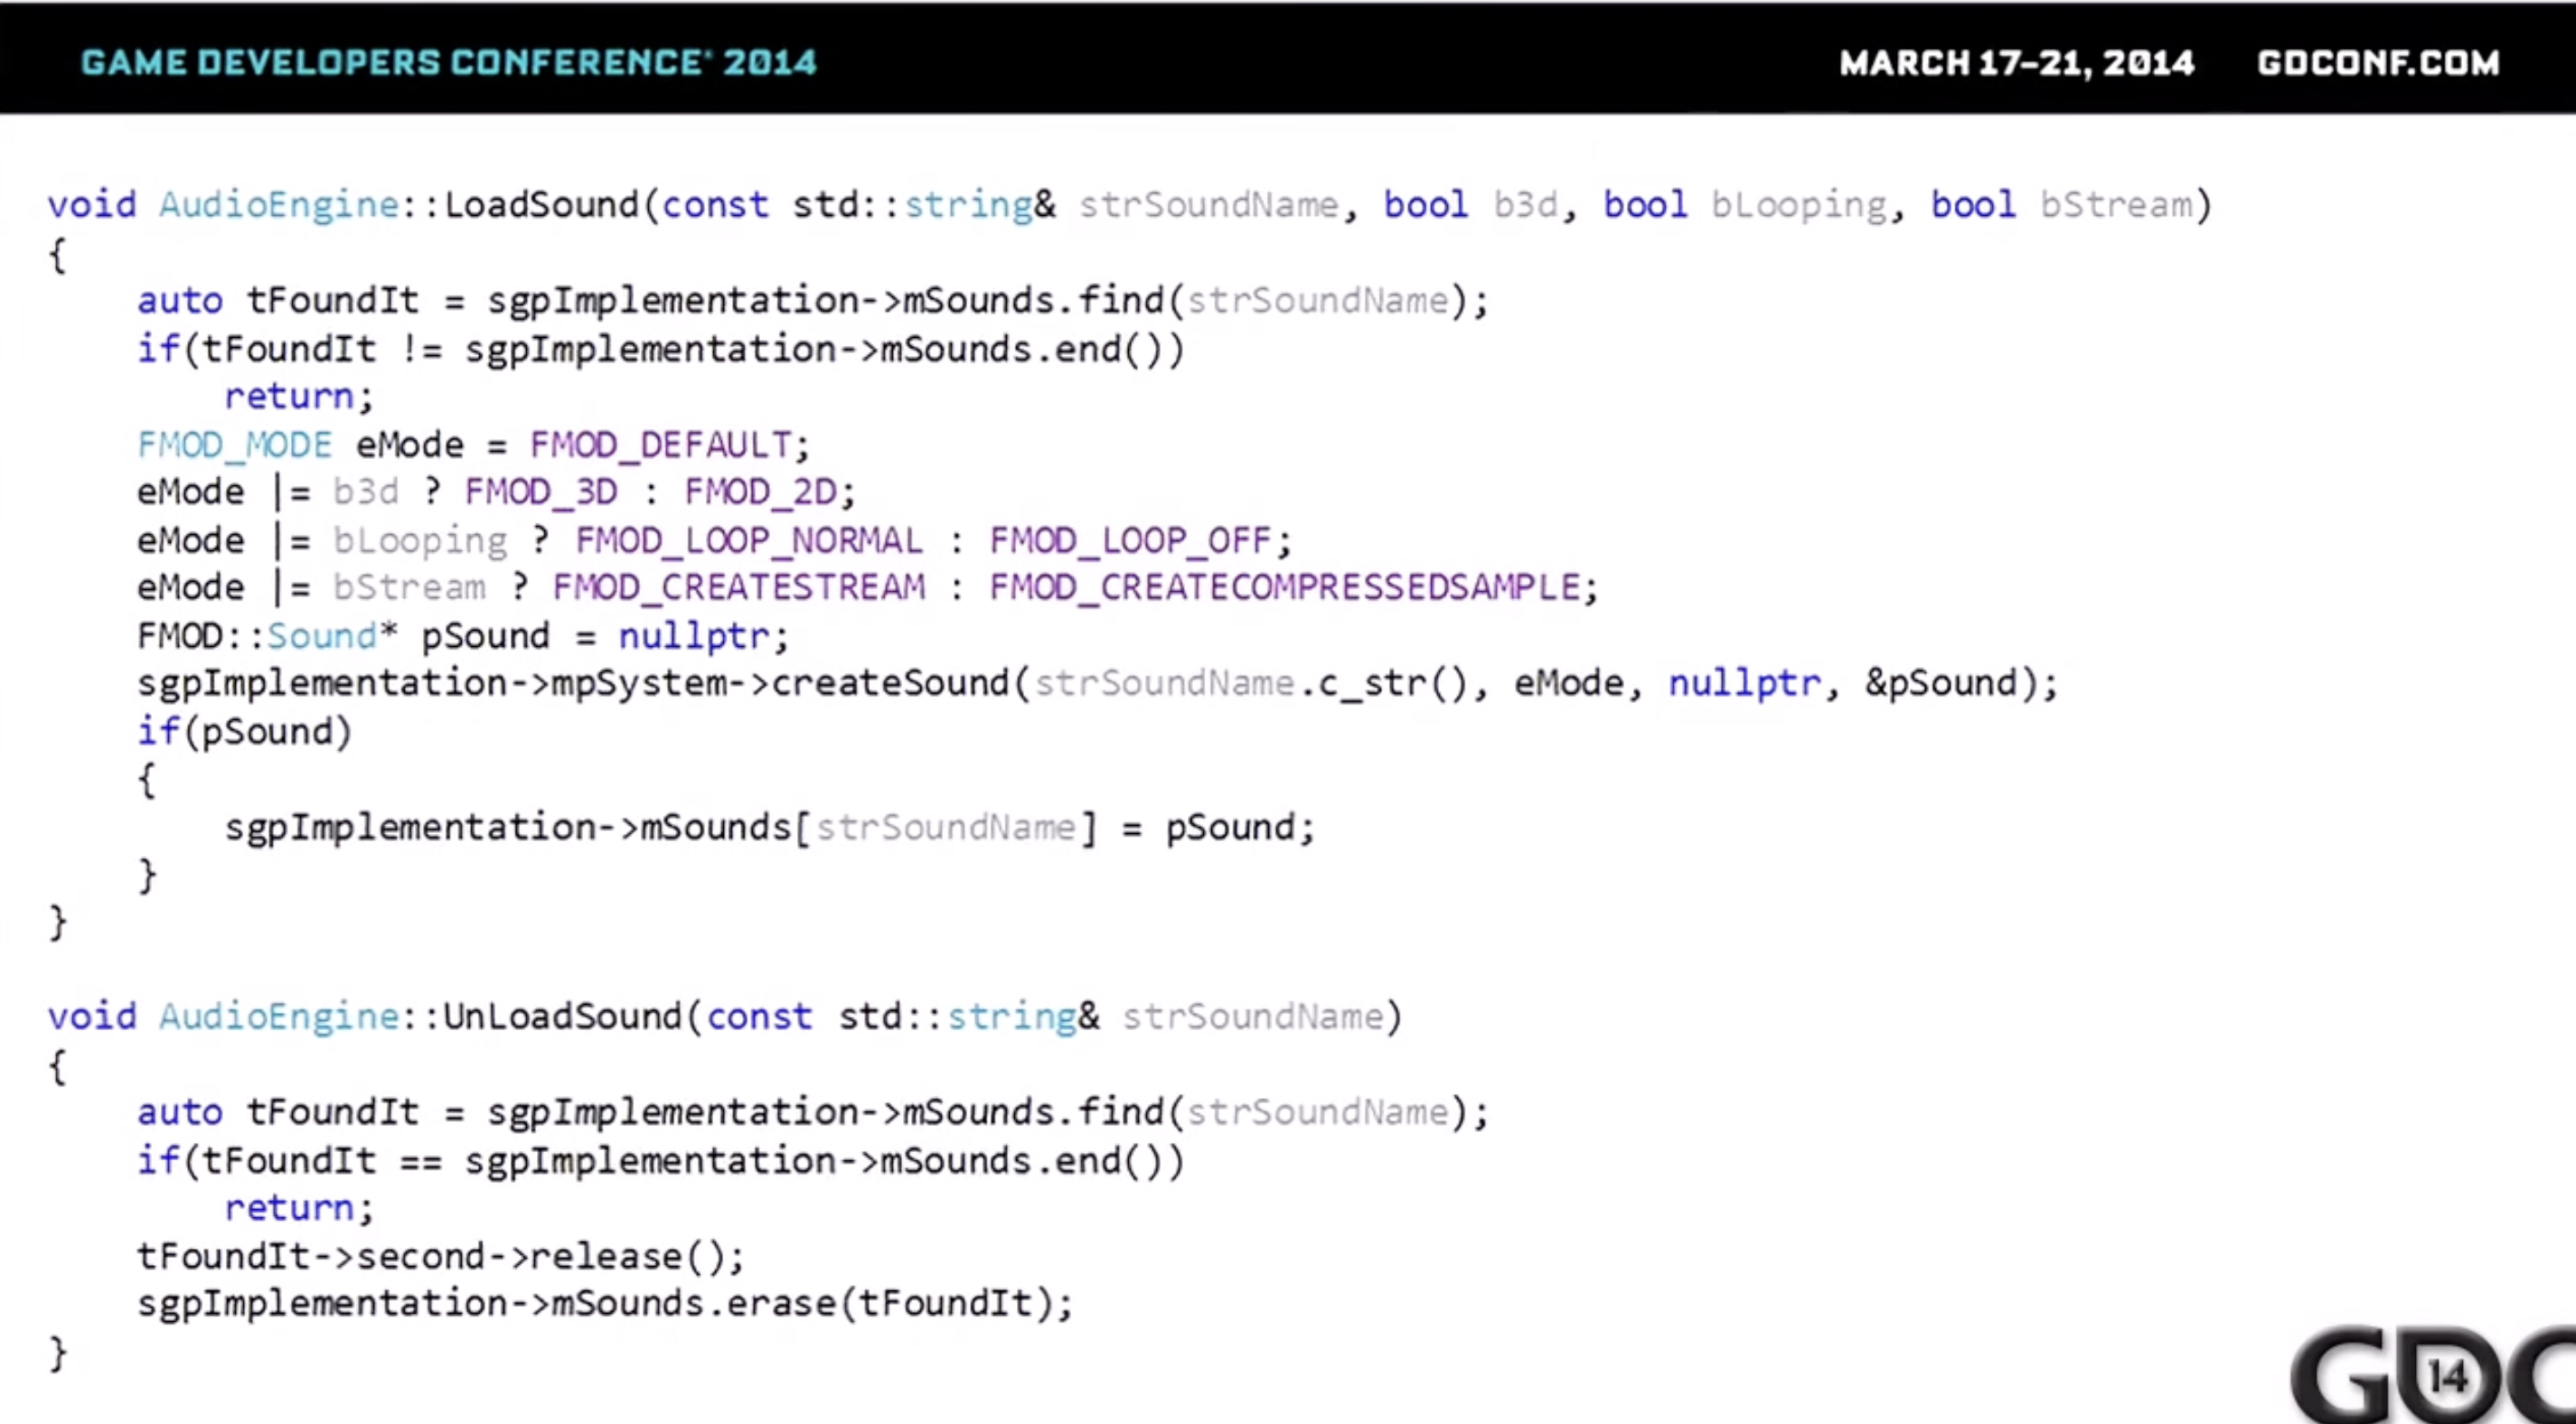 GAME DEVELOPERS CONFERENCE® 2014 MARCH 17–21, 2014 GDCONF.COM
void AudioEngine::LoadSound(const std::string& strSoundName, bool b3d, bool bLooping, bool bStream)
{
    auto tFoundIt = sgpImplementation->mSounds.find(strSoundName);
    if(tFoundIt != sgpImplementation->mSounds.end())
        return;
    FMOD_MODE eMode = FMOD_DEFAULT;
    eMode |= b3d ? FMOD_3D : FMOD_2D;
    eMode |= bLooping ? FMOD_LOOP_NORMAL : FMOD_LOOP_OFF;
    eMode |= bStream ? FMOD_CREATESTREAM : FMOD_CREATECOMPRESSEDSAMPLE;
    FMOD::Sound* pSound = nullptr;
    sgpImplementation->mpSystem->createSound(strSoundName.c_str(), eMode, nullptr, &pSound);
    if(pSound)
    {
        sgpImplementation->mSounds[strSoundName] = pSound;
    }
}
void AudioEngine::UnLoadSound(const std::string& strSoundName)
{
    auto tFoundIt = sgpImplementation->mSounds.find(strSoundName);
    if(tFoundIt == sgpImplementation->mSounds.end())
        return;
    tFoundIt->second->release();
    sgpImplementation->mSounds.erase(tFoundIt);
}
GDC
14